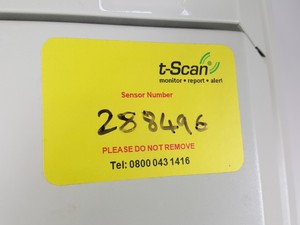 t-Scan
monitor • report • alert
Sensor Number
288496
PLEASE DO NOT REMOVE
Tel: 0800 043 1416